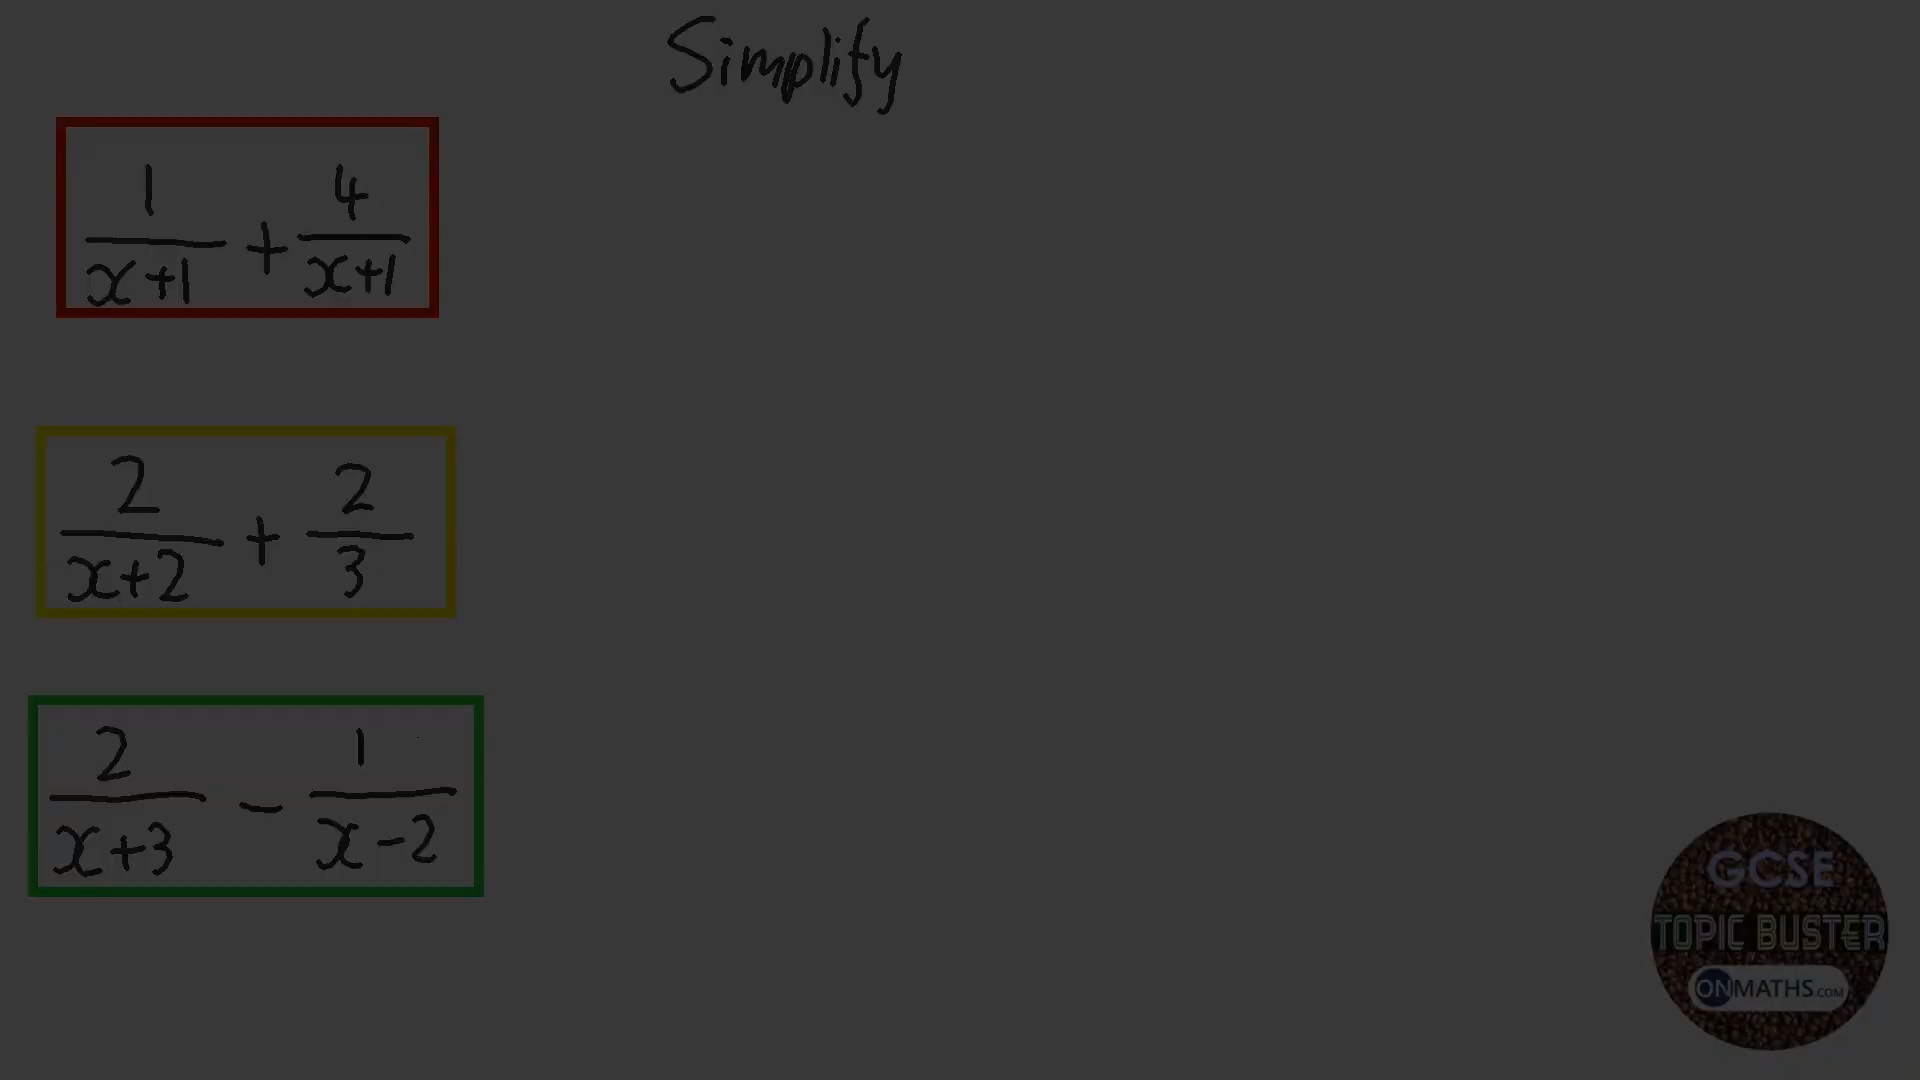 Simplify
1/(x+1) + 4/(x+1)
2/(x+2) + 2/3
2/(x+3) - 1/(x-2)
GCSE
TOPIC BUSTER
ONMATHS.COM